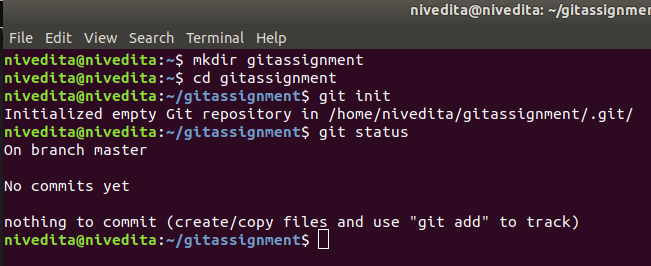 nivedita@nivedita: ~/gitassignmen
File Edit View Search Terminal Help
nivedita@nivedita:~$ mkdir gitassignment
nivedita@nivedita:~$ cd gitassignment
nivedita@nivedita:~/gitassignment$ git init
Initialized empty Git repository in /home/nivedita/gitassignment/.git/
nivedita@nivedita:~/gitassignment$ git status
On branch master
No commits yet
nothing to commit (create/copy files and use "git add" to track)
nivedita@nivedita:~/gitassignment$